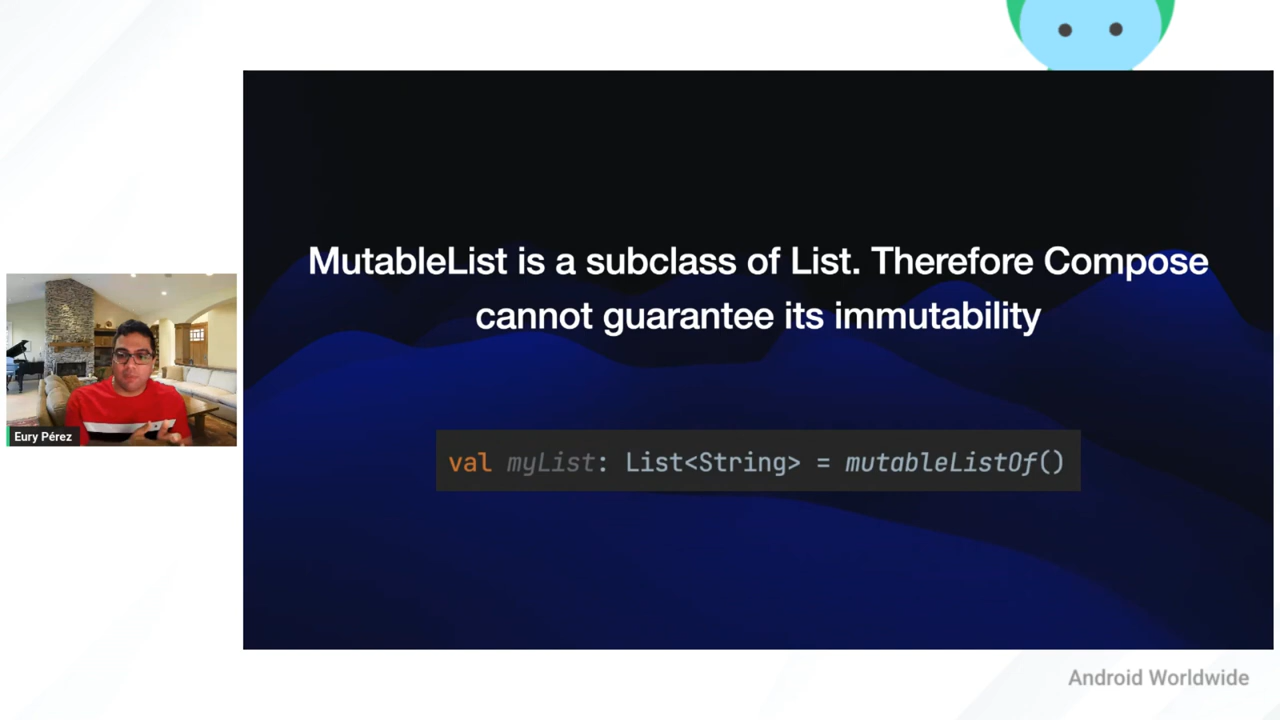 MutableList is a subclass of List. Therefore Compose
cannot guarantee its immutability
val myList: List<String> = mutableListOf()
Eury Pérez
Android Worldwide